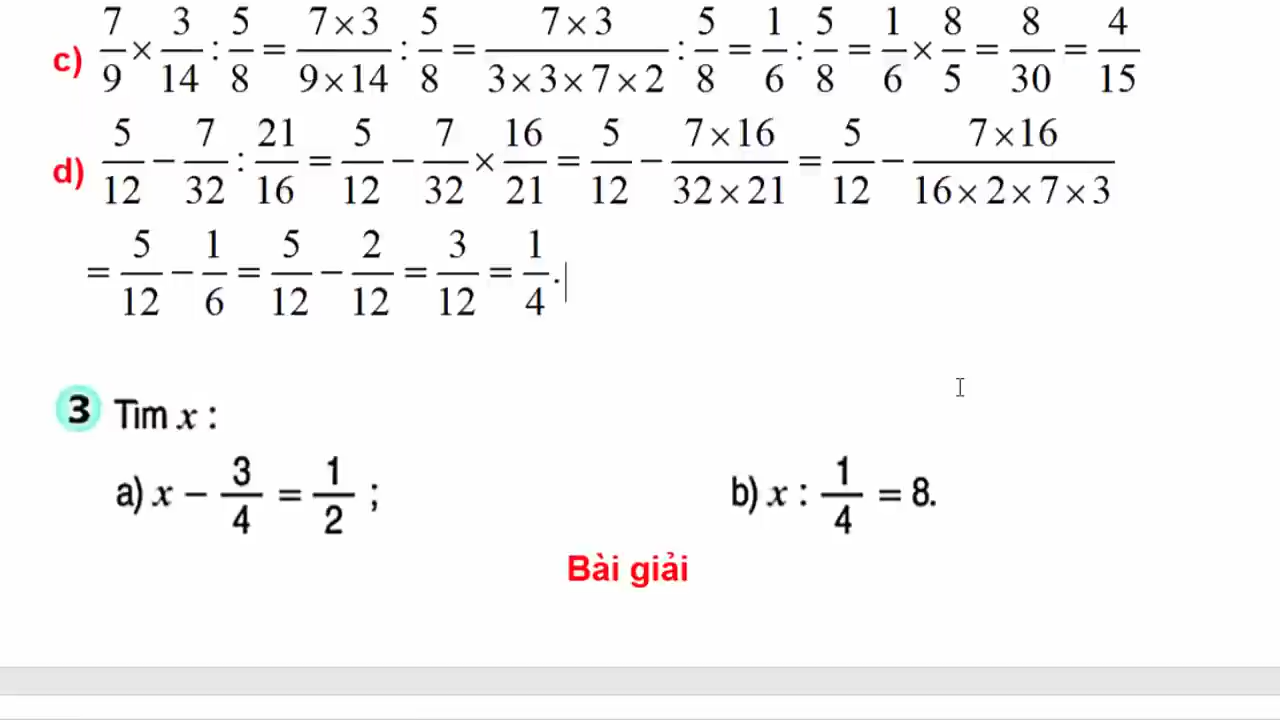 c) 7/9 × 3/14 : 5/8 = 7×3/9×14 : 5/8 = 7×3/3×3×7×2 : 5/8 = 1/6 : 5/8 = 1/6 × 8/5 = 8/30 = 4/15
d) 5/12 − 7/32 : 21/16 = 5/12 − 7/32 × 16/21 = 5/12 − 7×16/32×21 = 5/12 − 7×16/16×2×7×3
= 5/12 − 1/6 = 5/12 − 2/12 = 3/12 = 1/4.
3 Tìm x :
a) x − 3/4 = 1/2 ; b) x : 1/4 = 8.
Bài giải